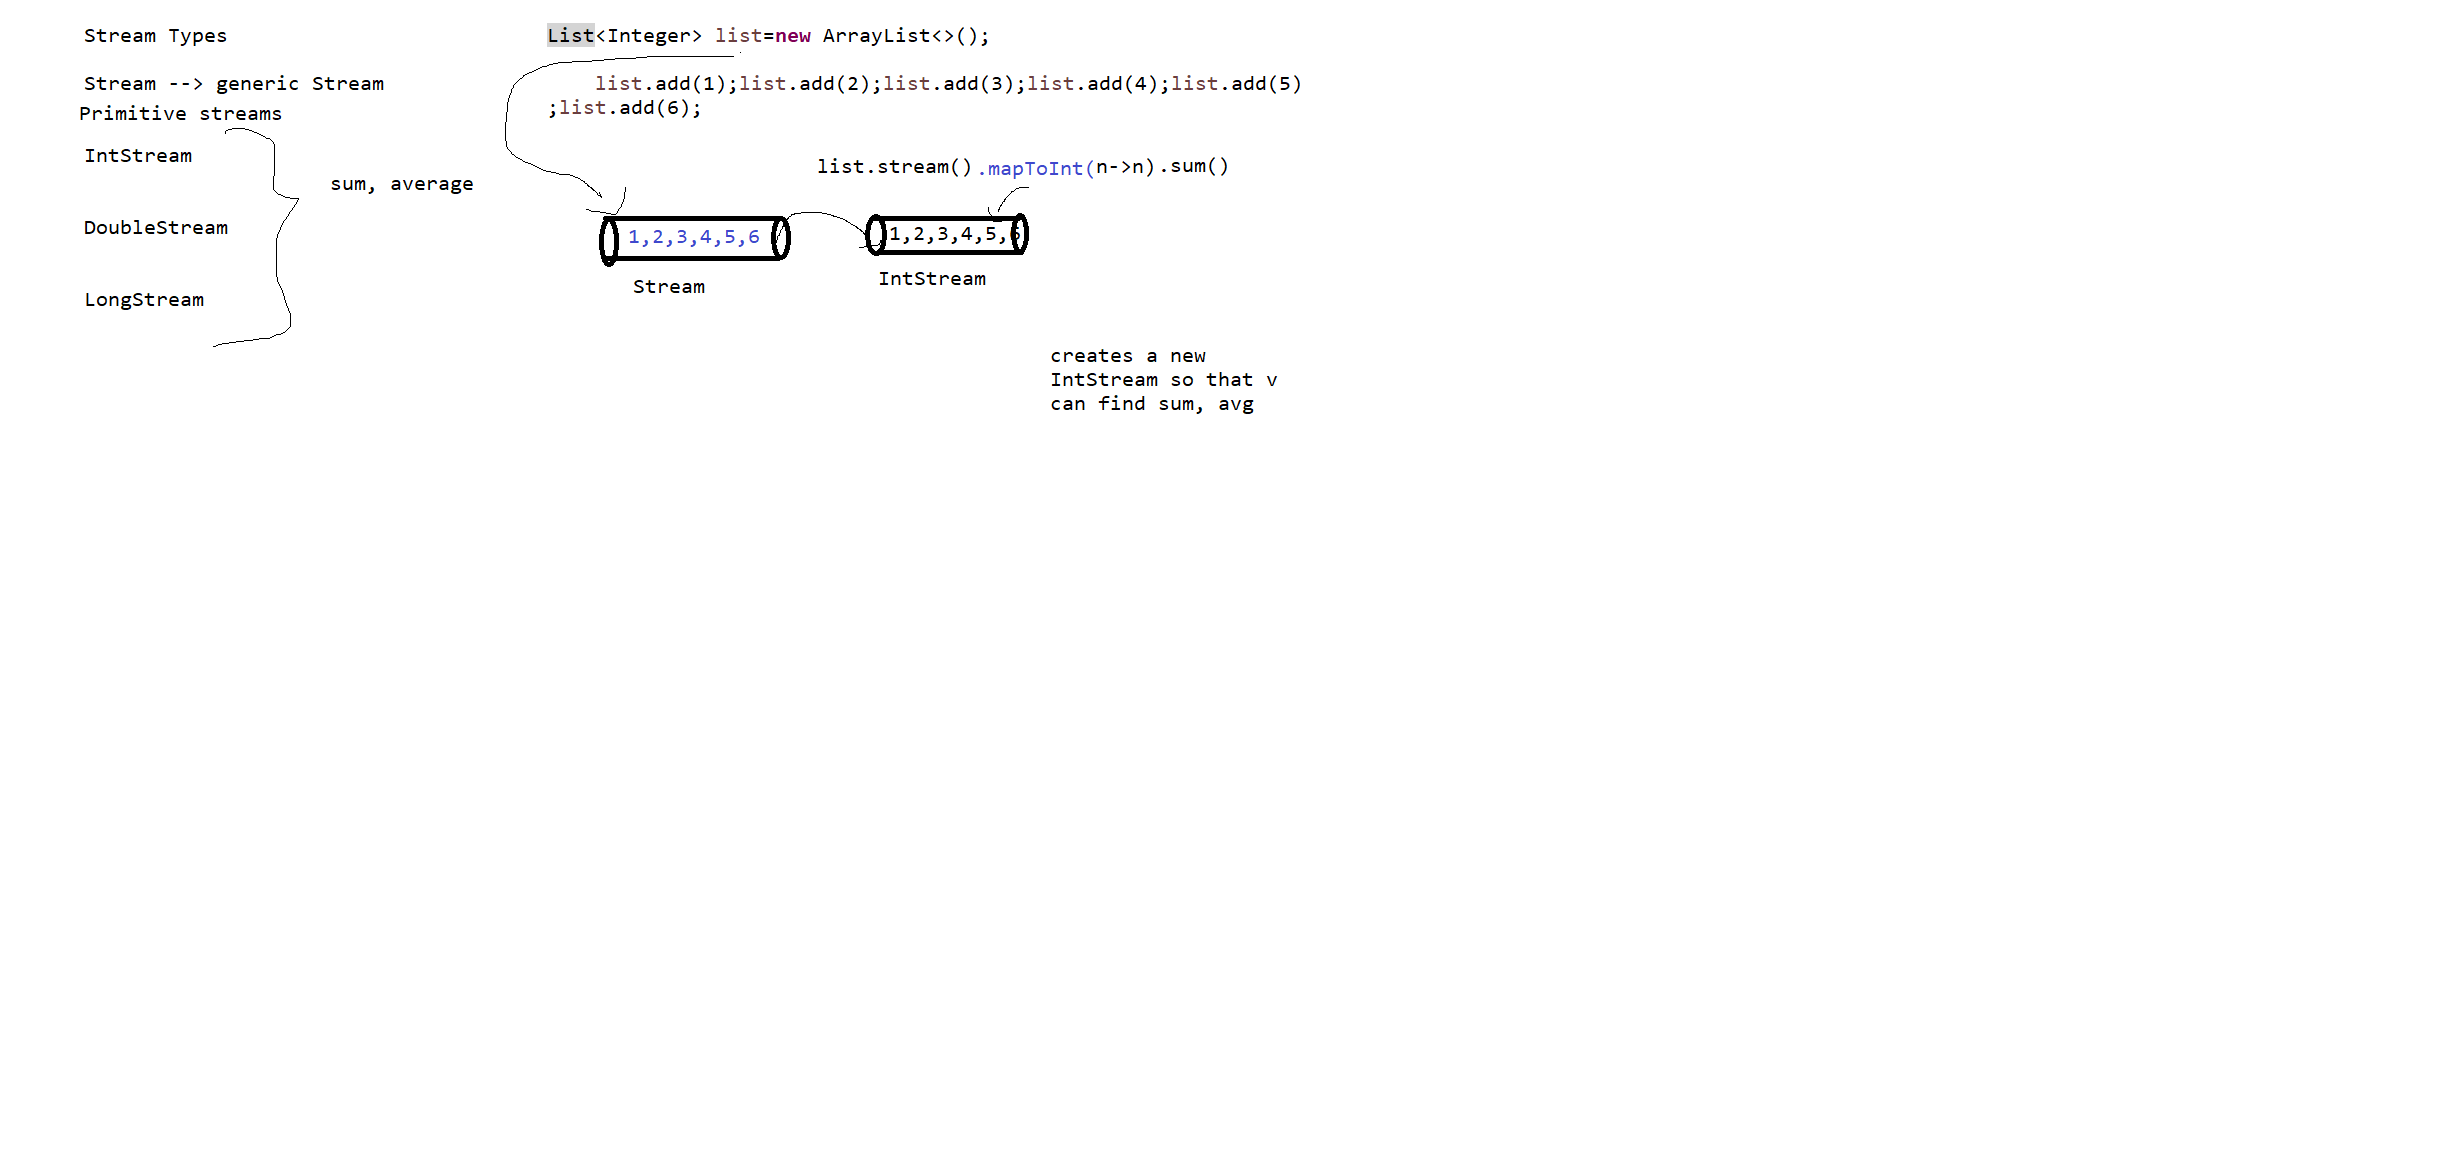 Stream Types
Stream --> generic Stream
Primitive streams
IntStream
sum, average
DoubleStream
LongStream
List<Integer> list=new ArrayList<>();
list.add(1);list.add(2);list.add(3);list.add(4);list.add(5)
;list.add(6);
list.stream().mapToInt(n->n).sum()
1,2,3,4,5,6
1,2,3,4,5,6
Stream
IntStream
creates a new
IntStream so that v
can find sum, avg